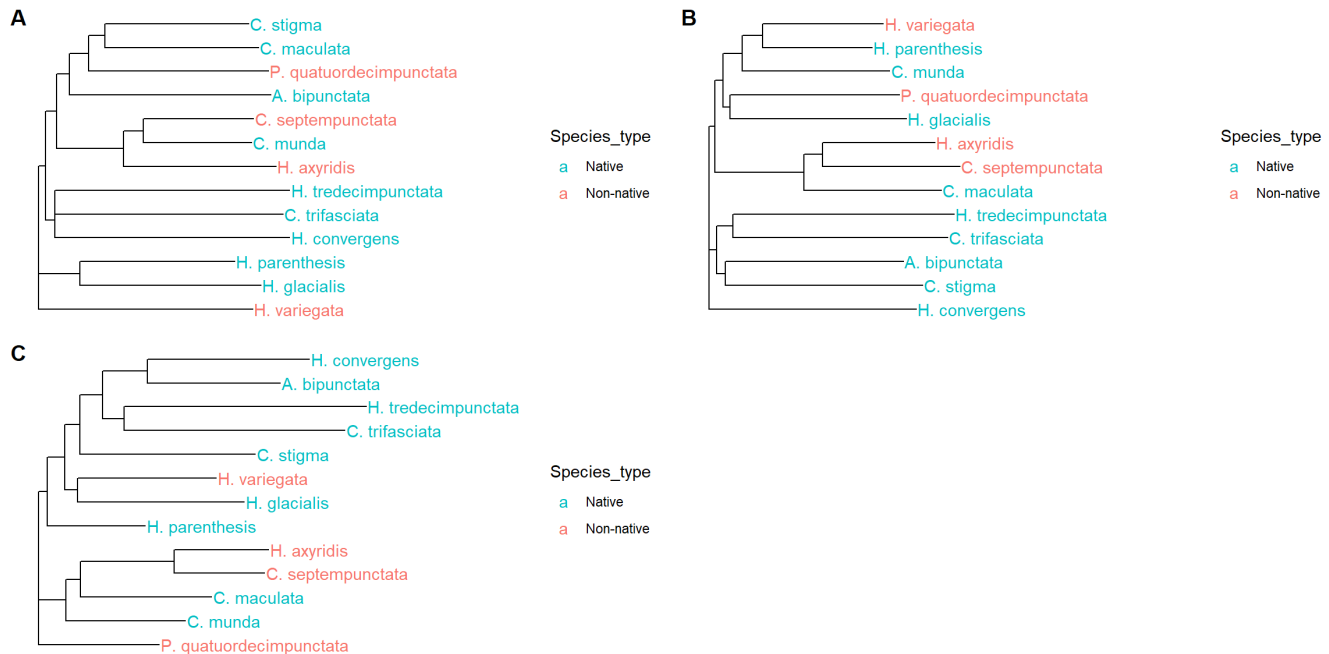 A
C. stigma
C. maculata
P. quatuordecimpunctata
A. bipunctata
C. septempunctata
C. munda
H. axyridis
H. tredecimpunctata
C. trifasciata
H. convergens
H. parenthesis
H. glacialis
H. variegata
Species_type
a Native
a Non-native
B
H. variegata
H. parenthesis
C. munda
P. quatuordecimpunctata
H. glacialis
H. axyridis
C. septempunctata
C. maculata
H. tredecimpunctata
C. trifasciata
A. bipunctata
C. stigma
H. convergens
Species_type
a Native
a Non-native
C
H. convergens
A. bipunctata
H. tredecimpunctata
C. trifasciata
C. stigma
H. variegata
H. glacialis
H. parenthesis
H. axyridis
C. septempunctata
C. maculata
C. munda
P. quatuordecimpunctata
Species_type
a Native
a Non-native